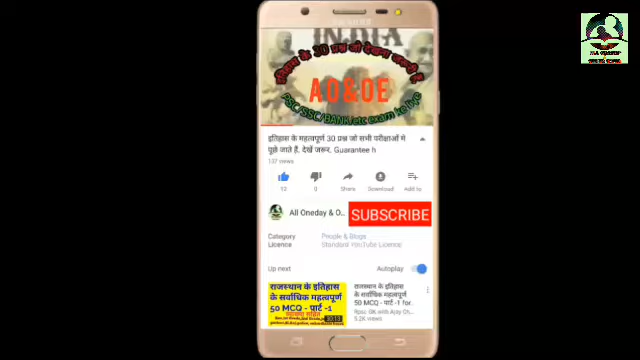 INDIA
इतिहास के 30 प्रश्न जो देखना जरूरी है
AO&OE
PSC/SSC/BANK/etc exam ke liye
इतिहास के महत्वपूर्ण 30 प्रश्न जो सभी परीक्षाओं में
पूछे जाते हैं, देखें जरूर, Guarantee h
137 views
12 0 Share Download Add to
All Oneday & O...
SUBSCRIBE
Category People & Blogs
Licence Standard YouTube Licence
Up next Autoplay
राजस्थान के इतिहास
के सर्वाधिक महत्वपूर्ण
50 MCQ - पार्ट -1
30:13
राजस्थान के इतिहास
के सर्वाधिक महत्वपूर्ण
50 MCQ - पार्ट -1 for
Rpsc GK with Ajay Ch...
5.2K views